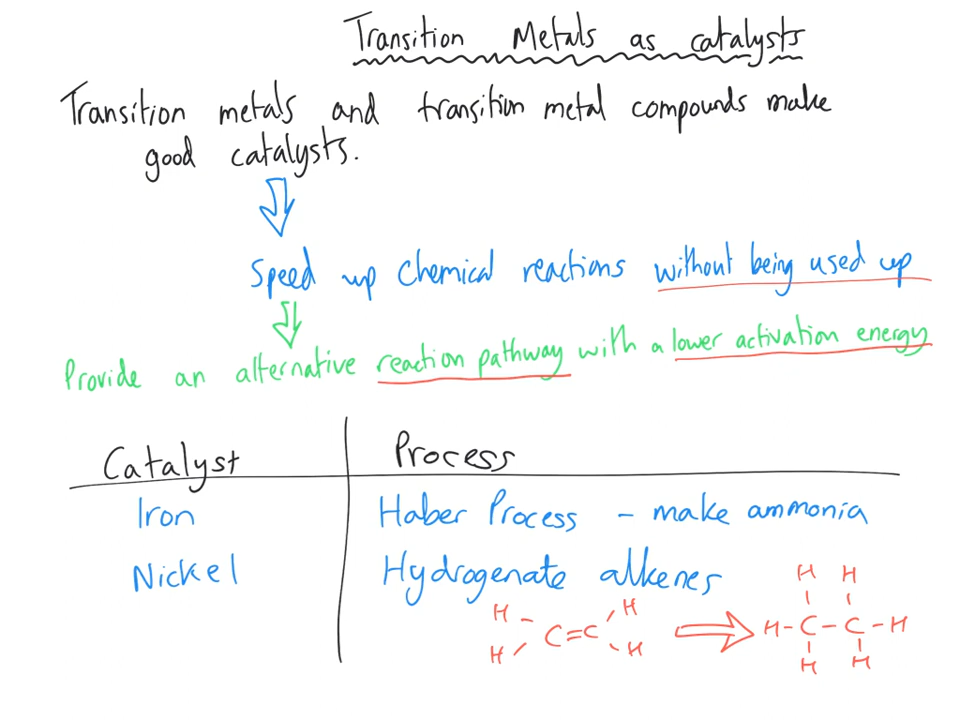 Transition Metals as catalysts
Transition metals and transition metal compounds make
good catalysts.
Speed up chemical reactions without being used up
Provide an alternative reaction pathway with a lower activation energy
Catalyst Process
Iron Haber Process - make ammonia
Nickel Hydrogenate alkenes
H H H H
C=C H-C-C-H
H H H H